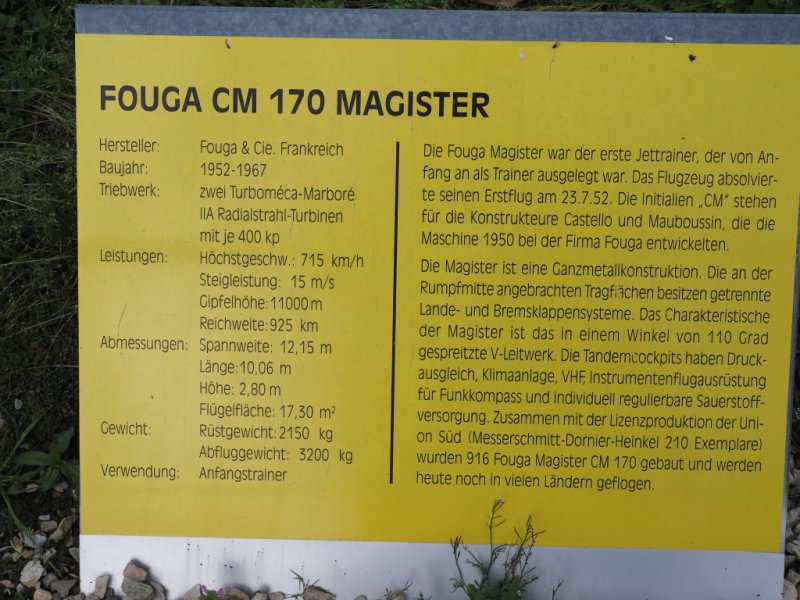 FOUGA CM 170 MAGISTER
Hersteller: Fouga & Cie. Frankreich
Baujahr: 1952-1967
Triebwerk: zwei Turboméca-Marboré
IIA Radialstrahl-Turbinen
mit je 400 kp
Leistungen: Höchstgeschw.: 715 km/h
Steigleistung: 15 m/s
Gipfelhöhe: 11000 m
Reichweite: 925 km
Abmessungen: Spannweite: 12,15 m
Länge: 10,06 m
Höhe: 2,80 m
Flügelfläche: 17,30 m²
Gewicht: Rüstgewicht: 2150 kg
Abfluggewicht: 3200 kg
Verwendung: Anfangstrainer
Die Fouga Magister war der erste Jettrainer, der von An-
fang an als Trainer ausgelegt war. Das Flugzeug absolvier-
te seinen Erstflug am 23.7.52. Die Initialien „CM“ stehen
für die Konstrukteure Castello und Mauboussin, die die
Maschine 1950 bei der Firma Fouga entwickelten.
Die Magister ist eine Ganzmetallkonstruktion. Die an der
Rumpfmitte angebrachten Tragflächen besitzen getrennte
Lande- und Bremsklappensysteme. Das Charakteristische
der Magister ist das in einem Winkel von 110 Grad
gespreitzte V-Leitwerk. Die Tandemcockpits haben Druck-
ausgleich, Klimaanlage, VHF, Instrumentenflugausrüstung
für Funkkompass und individuell regulierbare Sauerstoff-
versorgung. Zusammen mit der Lizenzproduktion der Uni-
on Süd (Messerschmitt-Dornier-Heinkel 210 Exemplare)
wurden 916 Fouga Magister CM 170 gebaut und werden
heute noch in vielen Ländern geflogen.